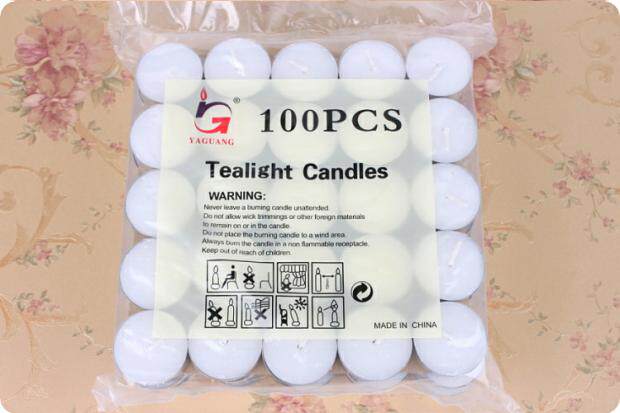 ®
YAGUANG
100PCS
Tealight Candles
WARNING:
Never leave a burning candle unattended.
Do not allow wick trimmings or other foreign materials
to remain on or in the candle.
Do not place the burning candle to a wind area.
Always burn the candle in a non flammable receptacle.
Keep out of reach of children.
MADE IN CHINA